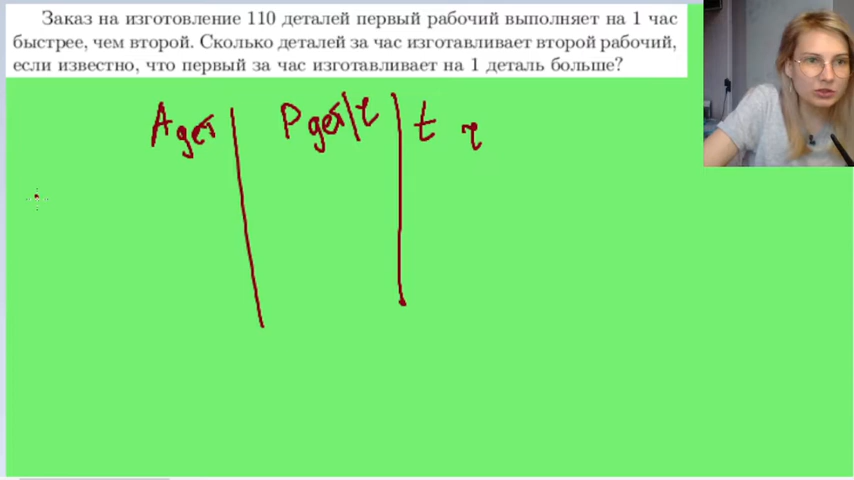 Заказ на изготовление 110 деталей первый рабочий выполняет на 1 час
быстрее, чем второй. Сколько деталей за час изготавливает второй рабочий,
если известно, что первый за час изготавливает на 1 деталь больше?
A дет P дет/ч t ч